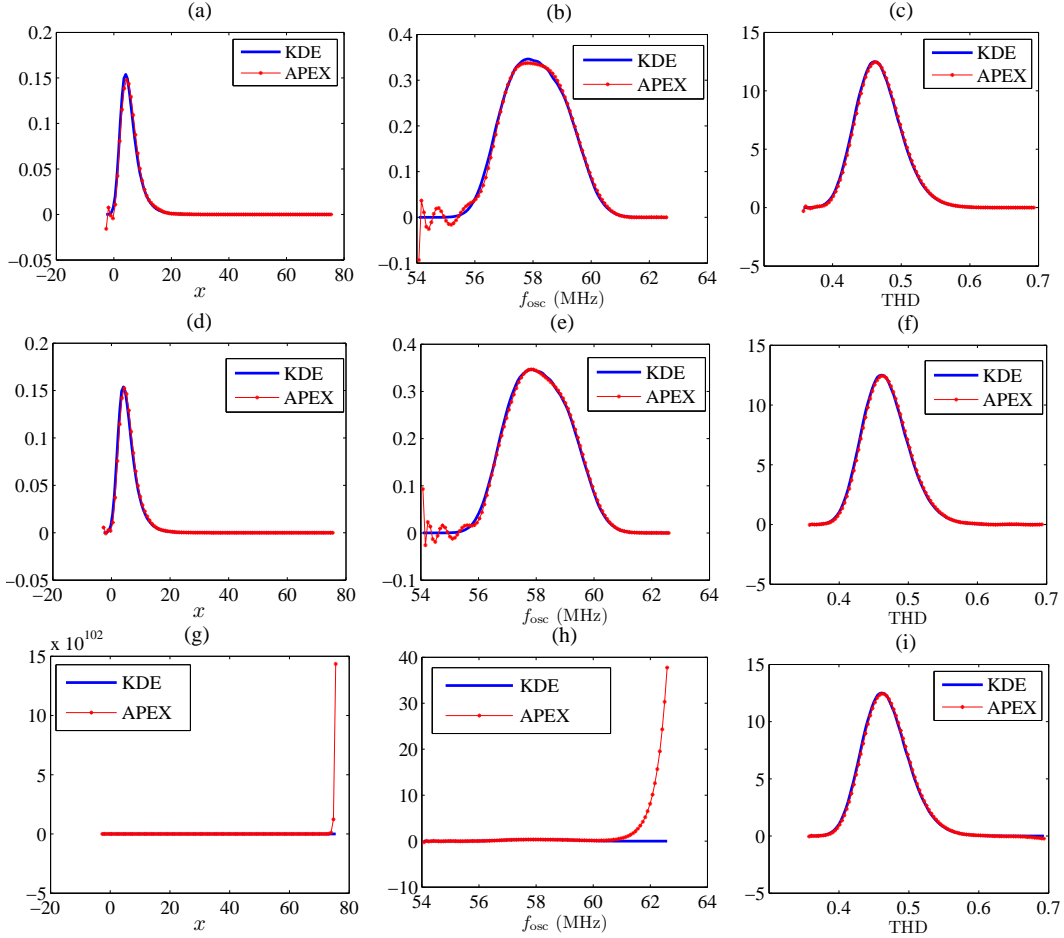 (a)
0.2
0.15
0.1
0.05
0
−0.05
−20 0 20 40 60 80
x
KDE
APEX
(b)
0.4
0.3
0.2
0.1
0
−0.1
54 56 58 60 62 64
fosc (MHz)
KDE
APEX
(c)
15
10
5
0
−5
0.4 0.5 0.6 0.7
THD
KDE
APEX
(d)
0.2
0.15
0.1
0.05
0
−0.05
−20 0 20 40 60 80
x
KDE
APEX
(e)
0.4
0.3
0.2
0.1
0
−0.1
54 56 58 60 62 64
fosc (MHz)
KDE
APEX
(f)
15
10
5
0
−5
0.4 0.5 0.6 0.7
THD
KDE
APEX
(g)
x 10^102
15
10
5
0
−5
−20 0 20 40 60 80
x
KDE
APEX
(h)
40
30
20
10
0
−10
54 56 58 60 62 64
fosc (MHz)
KDE
APEX
(i)
15
10
5
0
−5
0.4 0.5 0.6 0.7
THD
KDE
APEX